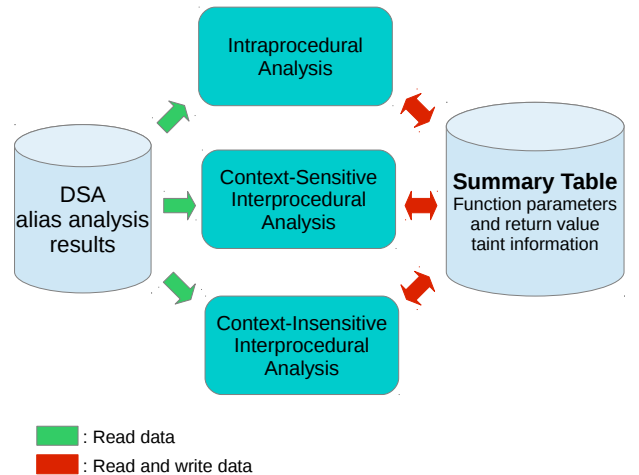 Intraprocedural
Analysis
DSA
alias analysis
results
Context-Sensitive
Interprocedural
Analysis
Summary Table
Function parameters
and return value
taint information
Context-Insensitive
Interprocedural
Analysis
: Read data
: Read and write data